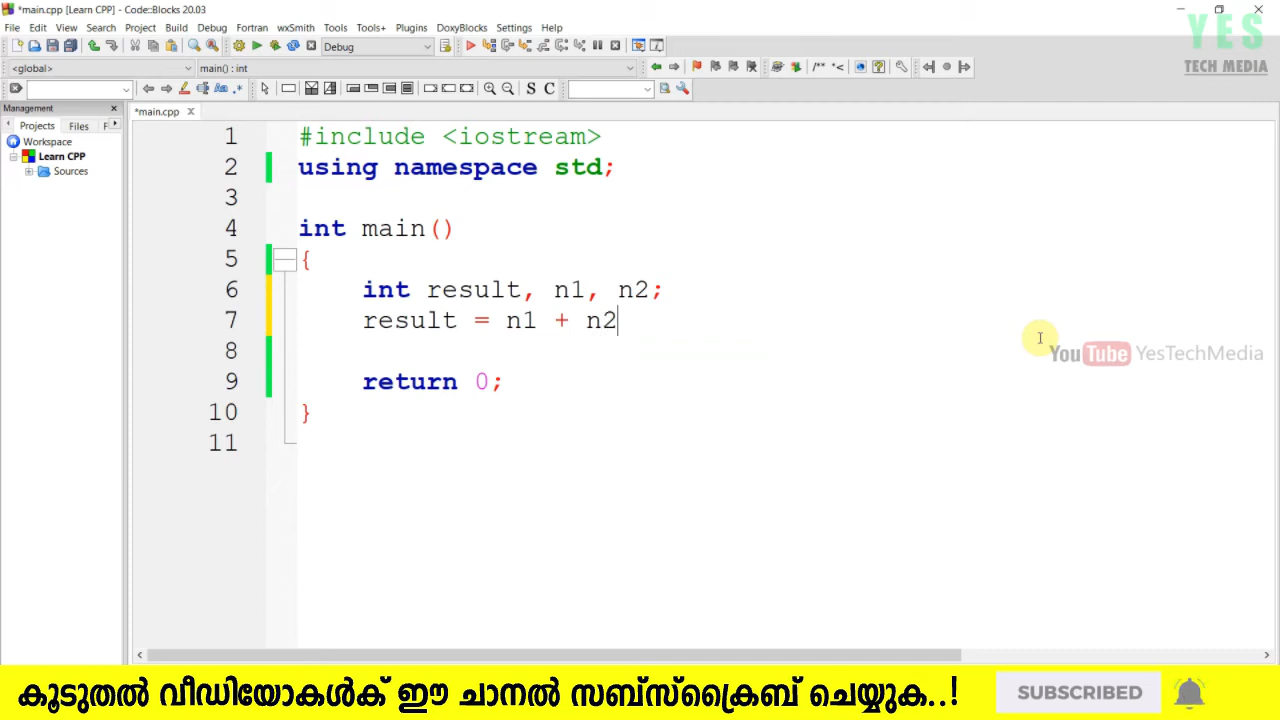 *main.cpp [Learn CPP] - Code::Blocks 20.03
File Edit View Search Project Build Debug Fortran wxSmith Tools Tools+ Plugins DoxyBlocks Settings Help
YES
TECH MEDIA
Debug
<global> main() : int
/** *<
S C
Management
*main.cpp
Projects Files F
Workspace
Learn CPP
Sources
1 #include <iostream>
2 using namespace std;
3
4 int main()
5 {
6 int result, n1, n2;
7 result = n1 + n2
8
9 return 0;
10 }
11
YouTube YesTechMedia
കൂടുതൽ വീഡിയോകൾക് ഈ ചാനൽ സബ്സ്ക്രൈബ് ചെയ്യുക..!
SUBSCRIBED